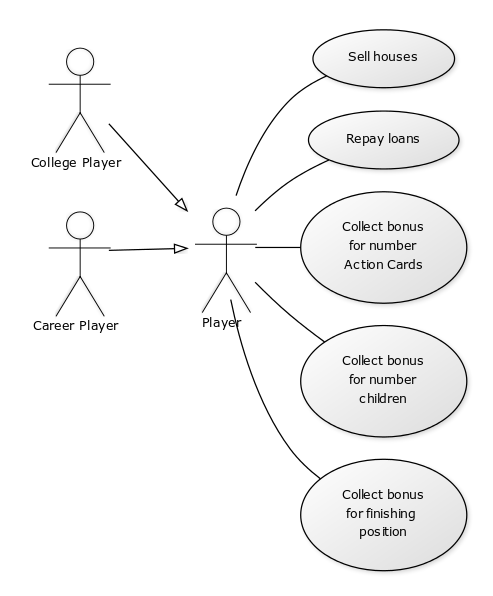 Sell houses
Repay loans
College Player
Collect bonus
for number
Action Cards
Career Player
Player
Collect bonus
for number
children
Collect bonus
for finishing
position